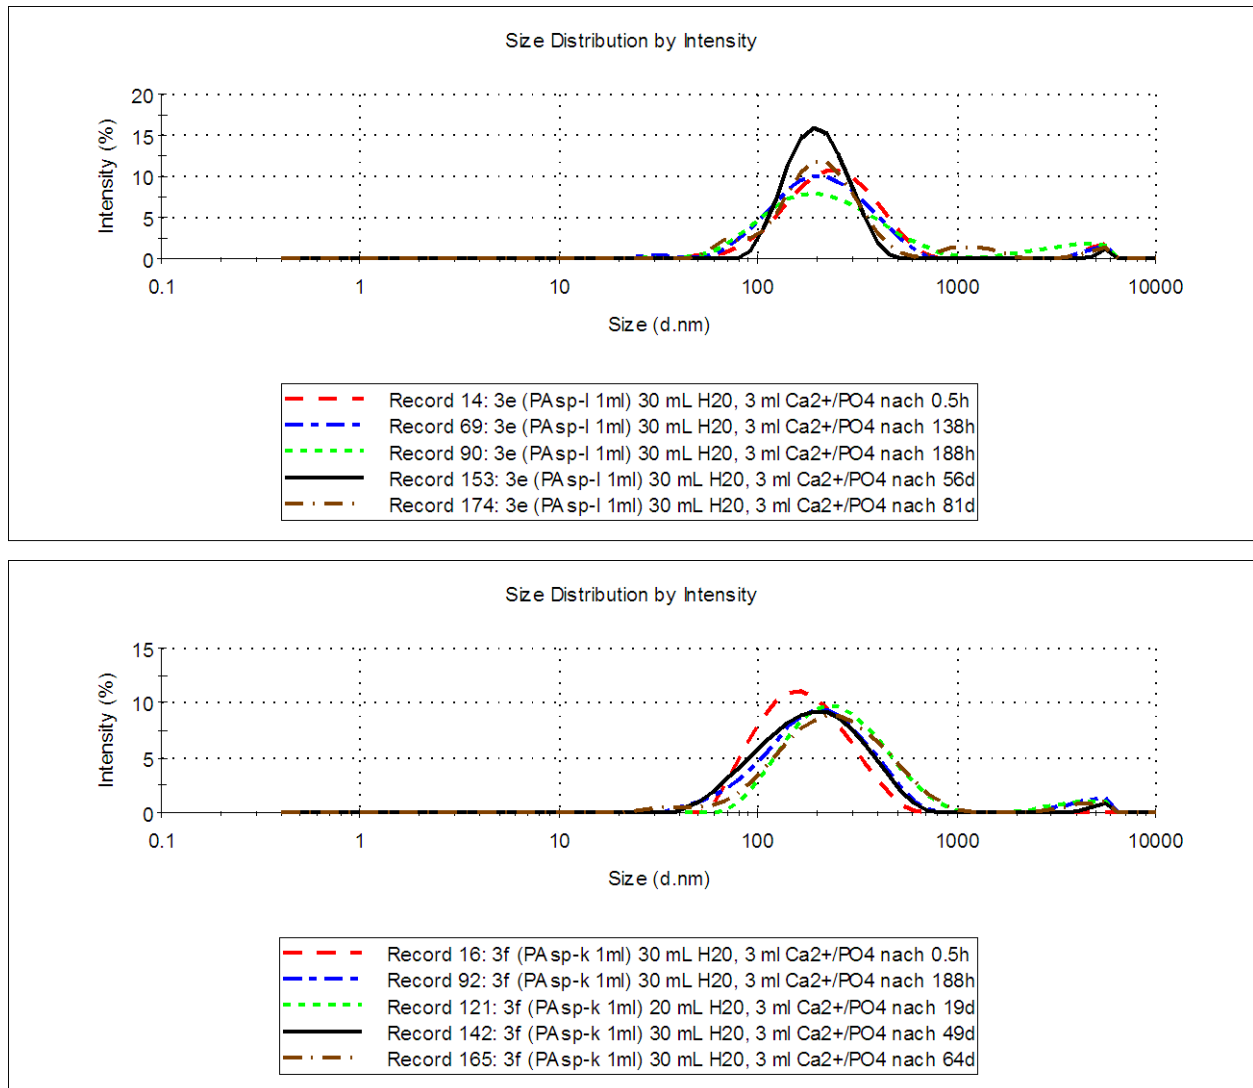 Size Distribution by Intensity
20
15
10
5
0
Intensity (%)
0.1 1 10 100 1000 10000
Size (d.nm)
Record 14: 3e (PAsp-l 1ml) 30 mL H20, 3 ml Ca2+/PO4 nach 0.5h
Record 69: 3e (PAsp-l 1ml) 30 mL H20, 3 ml Ca2+/PO4 nach 138h
Record 90: 3e (PAsp-l 1ml) 30 mL H20, 3 ml Ca2+/PO4 nach 188h
Record 153: 3e (PAsp-l 1ml) 30 mL H20, 3 ml Ca2+/PO4 nach 56d
Record 174: 3e (PAsp-l 1ml) 30 mL H20, 3 ml Ca2+/PO4 nach 81d
Size Distribution by Intensity
15
10
5
0
Intensity (%)
0.1 1 10 100 1000 10000
Size (d.nm)
Record 16: 3f (PAsp-k 1ml) 30 mL H20, 3 ml Ca2+/PO4 nach 0.5h
Record 92: 3f (PAsp-k 1ml) 30 mL H20, 3 ml Ca2+/PO4 nach 188h
Record 121: 3f (PAsp-k 1ml) 20 mL H20, 3 ml Ca2+/PO4 nach 19d
Record 142: 3f (PAsp-k 1ml) 30 mL H20, 3 ml Ca2+/PO4 nach 49d
Record 165: 3f (PAsp-k 1ml) 30 mL H20, 3 ml Ca2+/PO4 nach 64d